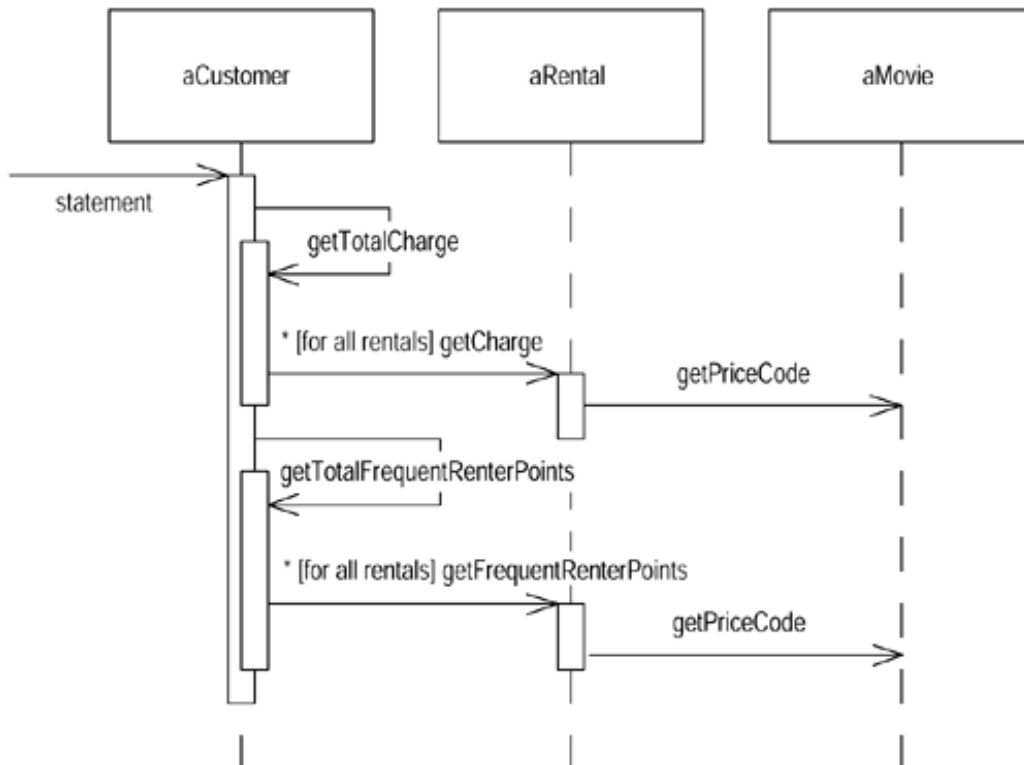 aCustomer
aRental
aMovie
statement
getTotalCharge
* [for all rentals] getCharge
getPriceCode
getTotalFrequentRenterPoints
* [for all rentals] getFrequentRenterPoints
getPriceCode